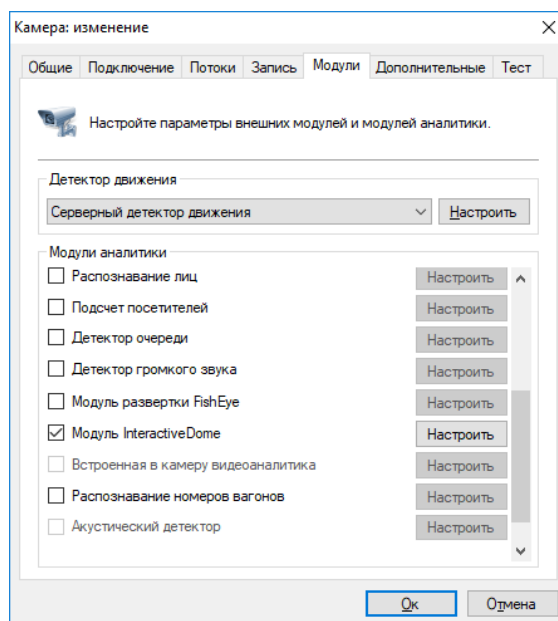 Камера: изменение
Общие Подключение Потоки Запись Модули Дополнительные Тест
Настройте параметры внешних модулей и модулей аналитики.
Детектор движения
Серверный детектор движения Настроить
Модули аналитики
Распознавание лиц Настроить
Подсчет посетителей Настроить
Детектор очереди Настроить
Детектор громкого звука Настроить
Модуль развертки FishEye Настроить
Модуль InteractiveDome Настроить
Встроенная в камеру видеоаналитика Настроить
Распознавание номеров вагонов Настроить
Акустический детектор Настроить
Ок Отмена